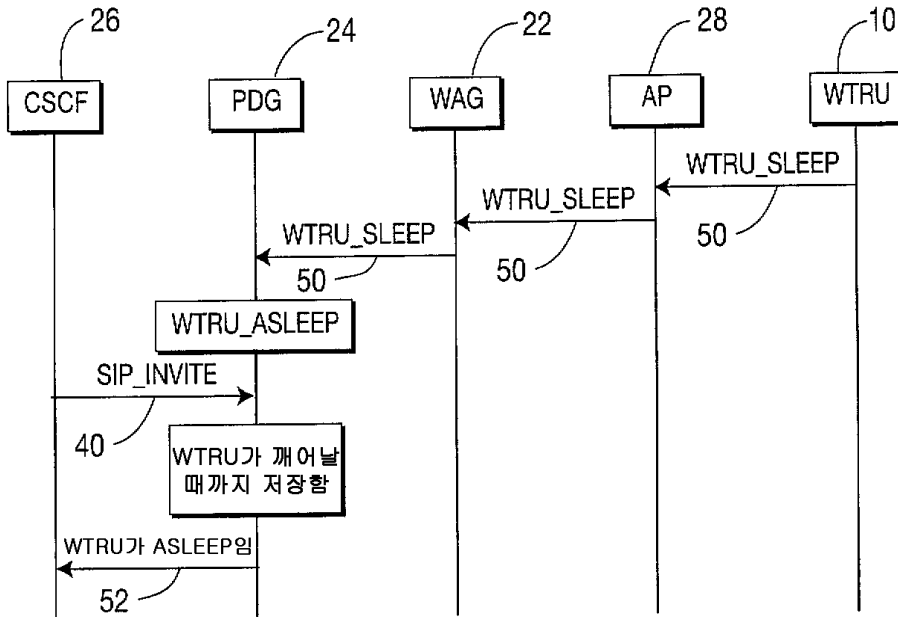 26
24
22
28
10
CSCF
PDG
WAG
AP
WTRU
WTRU_SLEEP
50
WTRU_SLEEP
50
WTRU_SLEEP
50
WTRU_ASLEEP
SIP_INVITE
40
WTRU가 깨어날
때까지 저장함
WTRU가 ASLEEP임
52